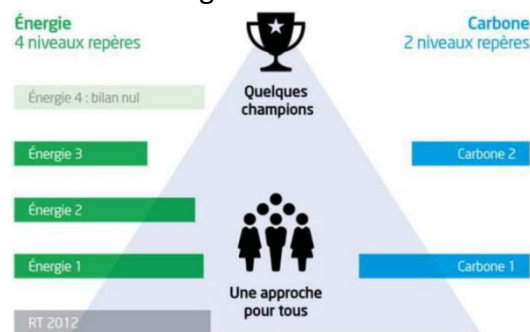 Énergie
4 niveaux repères
Carbone
2 niveaux repères
Quelques
champions
Énergie 4 : bilan nul
Énergie 3
Carbone 2
Énergie 2
Énergie 1
Carbone 1
Une approche
pour tous
RT 2012